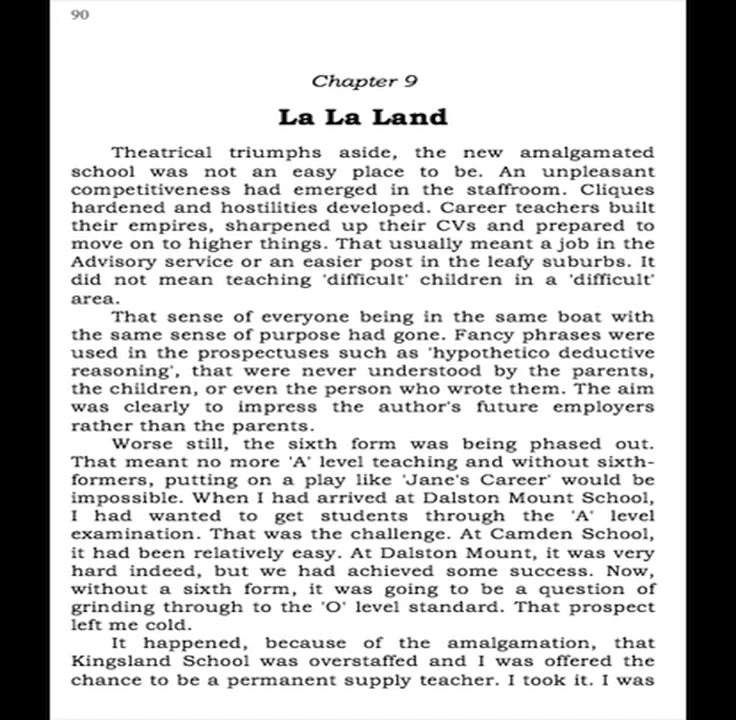 90
Chapter 9
La La Land
Theatrical triumphs aside, the new amalgamated
school was not an easy place to be. An unpleasant
competitiveness had emerged in the staffroom. Cliques
hardened and hostilities developed. Career teachers built
their empires, sharpened up their CVs and prepared to
move on to higher things. That usually meant a job in the
Advisory service or an easier post in the leafy suburbs. It
did not mean teaching 'difficult' children in a 'difficult'
area.
That sense of everyone being in the same boat with
the same sense of purpose had gone. Fancy phrases were
used in the prospectuses such as 'hypothetico deductive
reasoning', that were never understood by the parents,
the children, or even the person who wrote them. The aim
was clearly to impress the author's future employers
rather than the parents.
Worse still, the sixth form was being phased out.
That meant no more 'A' level teaching and without sixth-
formers, putting on a play like 'Jane's Career' would be
impossible. When I had arrived at Dalston Mount School,
I had wanted to get students through the 'A' level
examination. That was the challenge. At Camden School,
it had been relatively easy. At Dalston Mount, it was very
hard indeed, but we had achieved some success. Now,
without a sixth form, it was going to be a question of
grinding through to the 'O' level standard. That prospect
left me cold.
It happened, because of the amalgamation, that
Kingsland School was overstaffed and I was offered the
chance to be a permanent supply teacher. I took it. I was